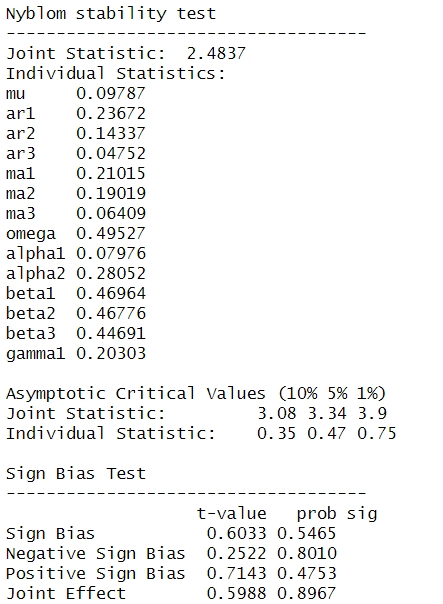 Nyblom stability test
------------------------------------
Joint Statistic:  2.4837
Individual Statistics:
mu     0.09787
ar1    0.23672
ar2    0.14337
ar3    0.04752
ma1    0.21015
ma2    0.19019
ma3    0.06409
omega  0.49527
alpha1 0.07976
alpha2 0.28052
beta1  0.46964
beta2  0.46776
beta3  0.44691
gamma1 0.20303

Asymptotic Critical Values (10% 5% 1%)
Joint Statistic:         3.08 3.34 3.9
Individual Statistic:    0.35 0.47 0.75

Sign Bias Test
------------------------------------
                   t-value   prob sig
Sign Bias           0.6033 0.5465
Negative Sign Bias  0.2522 0.8010
Positive Sign Bias  0.7143 0.4753
Joint Effect        0.5988 0.8967